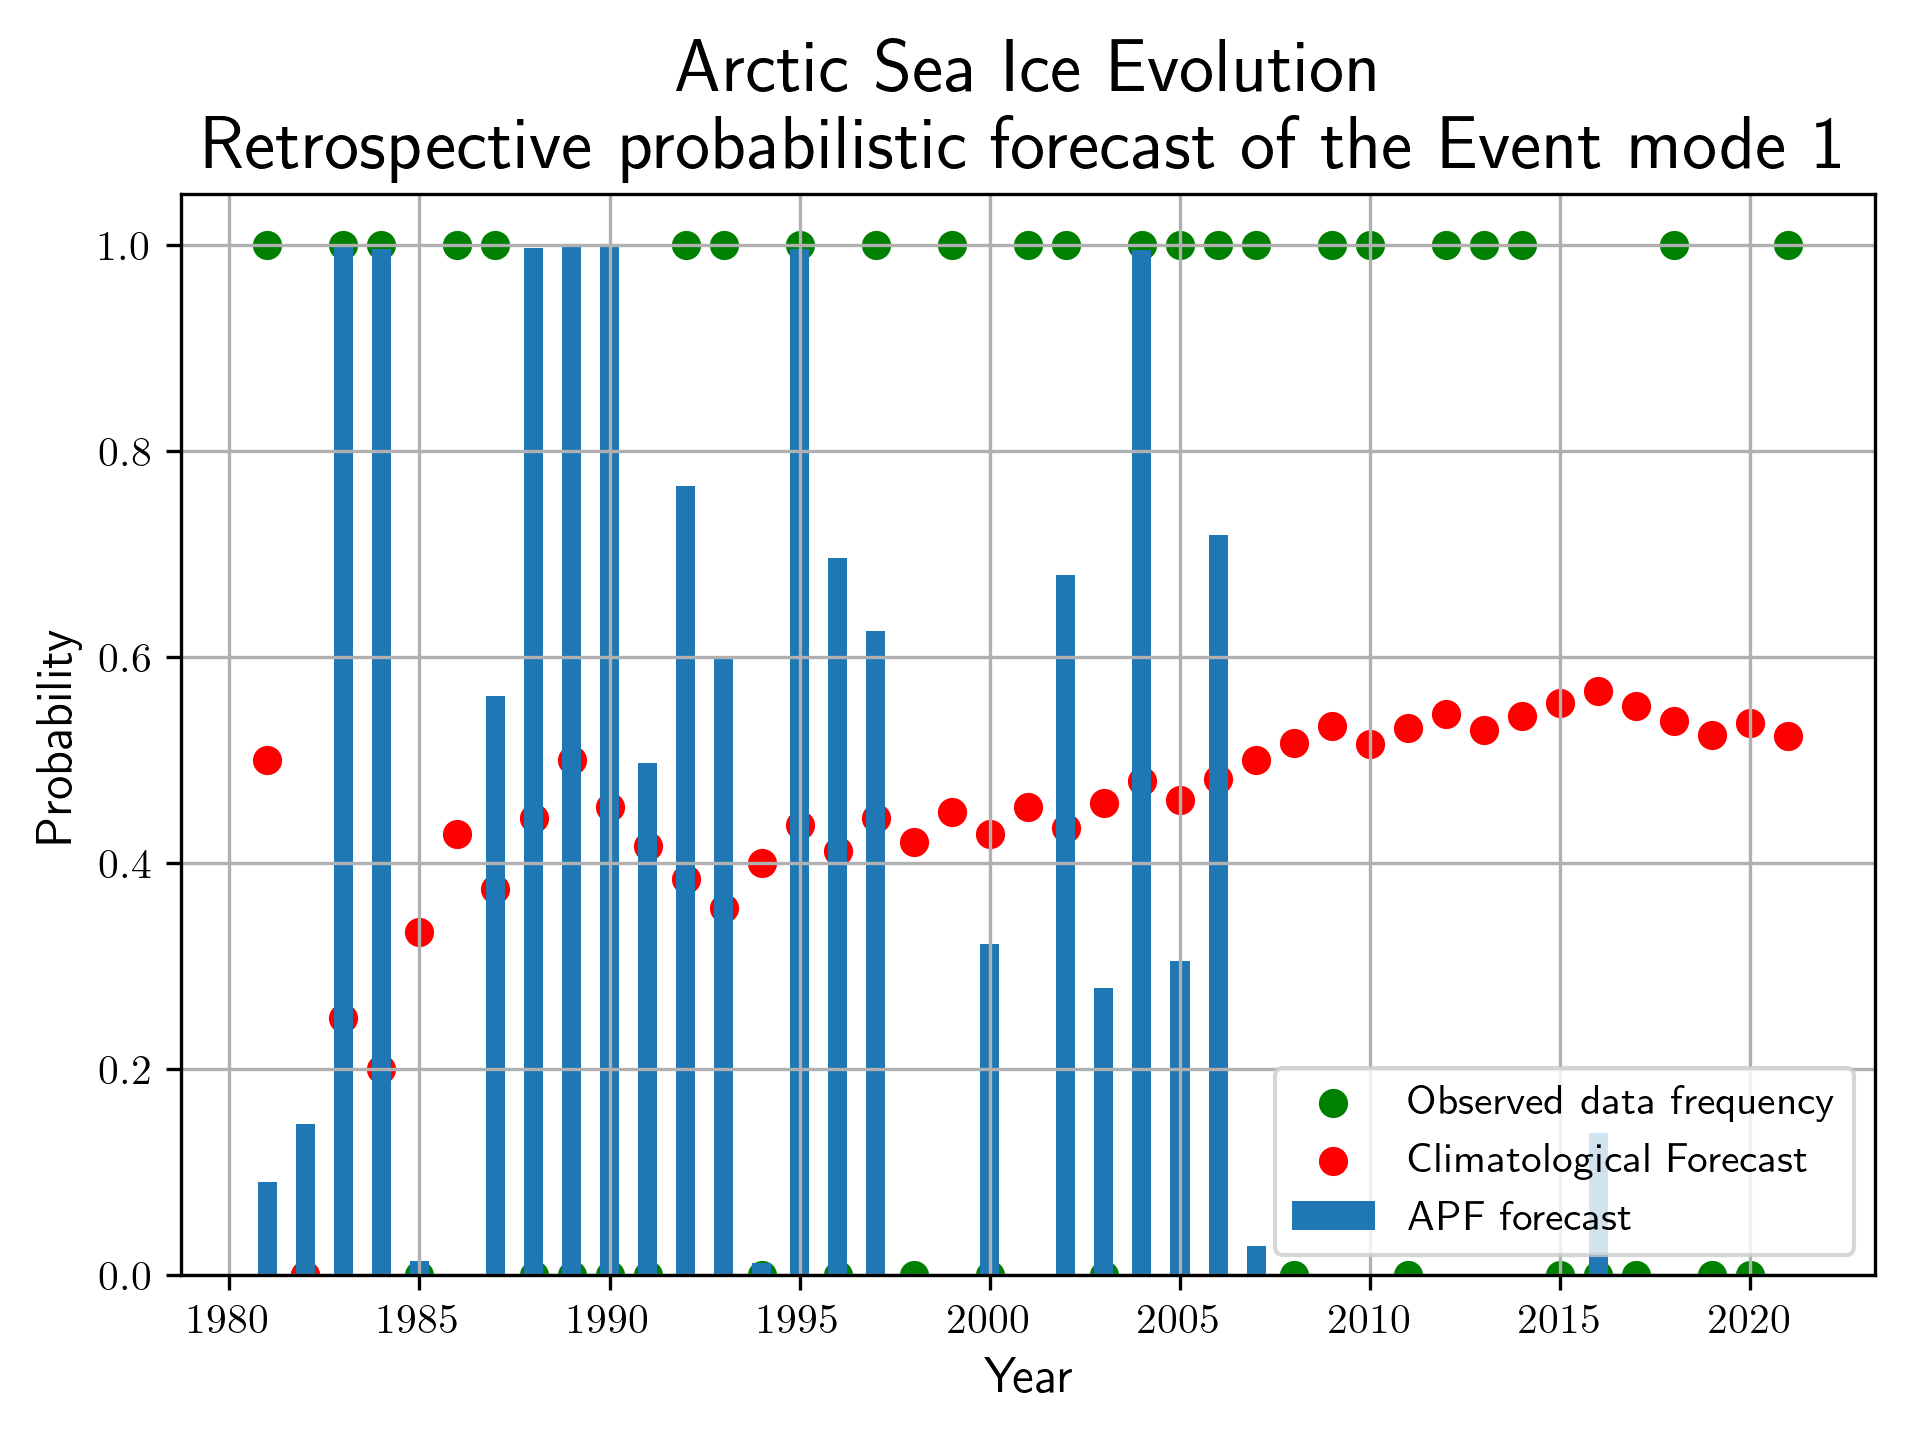 Arctic Sea Ice Evolution
Retrospective probabilistic forecast of the Event mode 1
1.0
0.8
0.6
0.4
0.2
0.0
Probability
Observed data frequency
Climatological Forecast
APF forecast
1980 1985 1990 1995 2000 2005 2010 2015 2020
Year